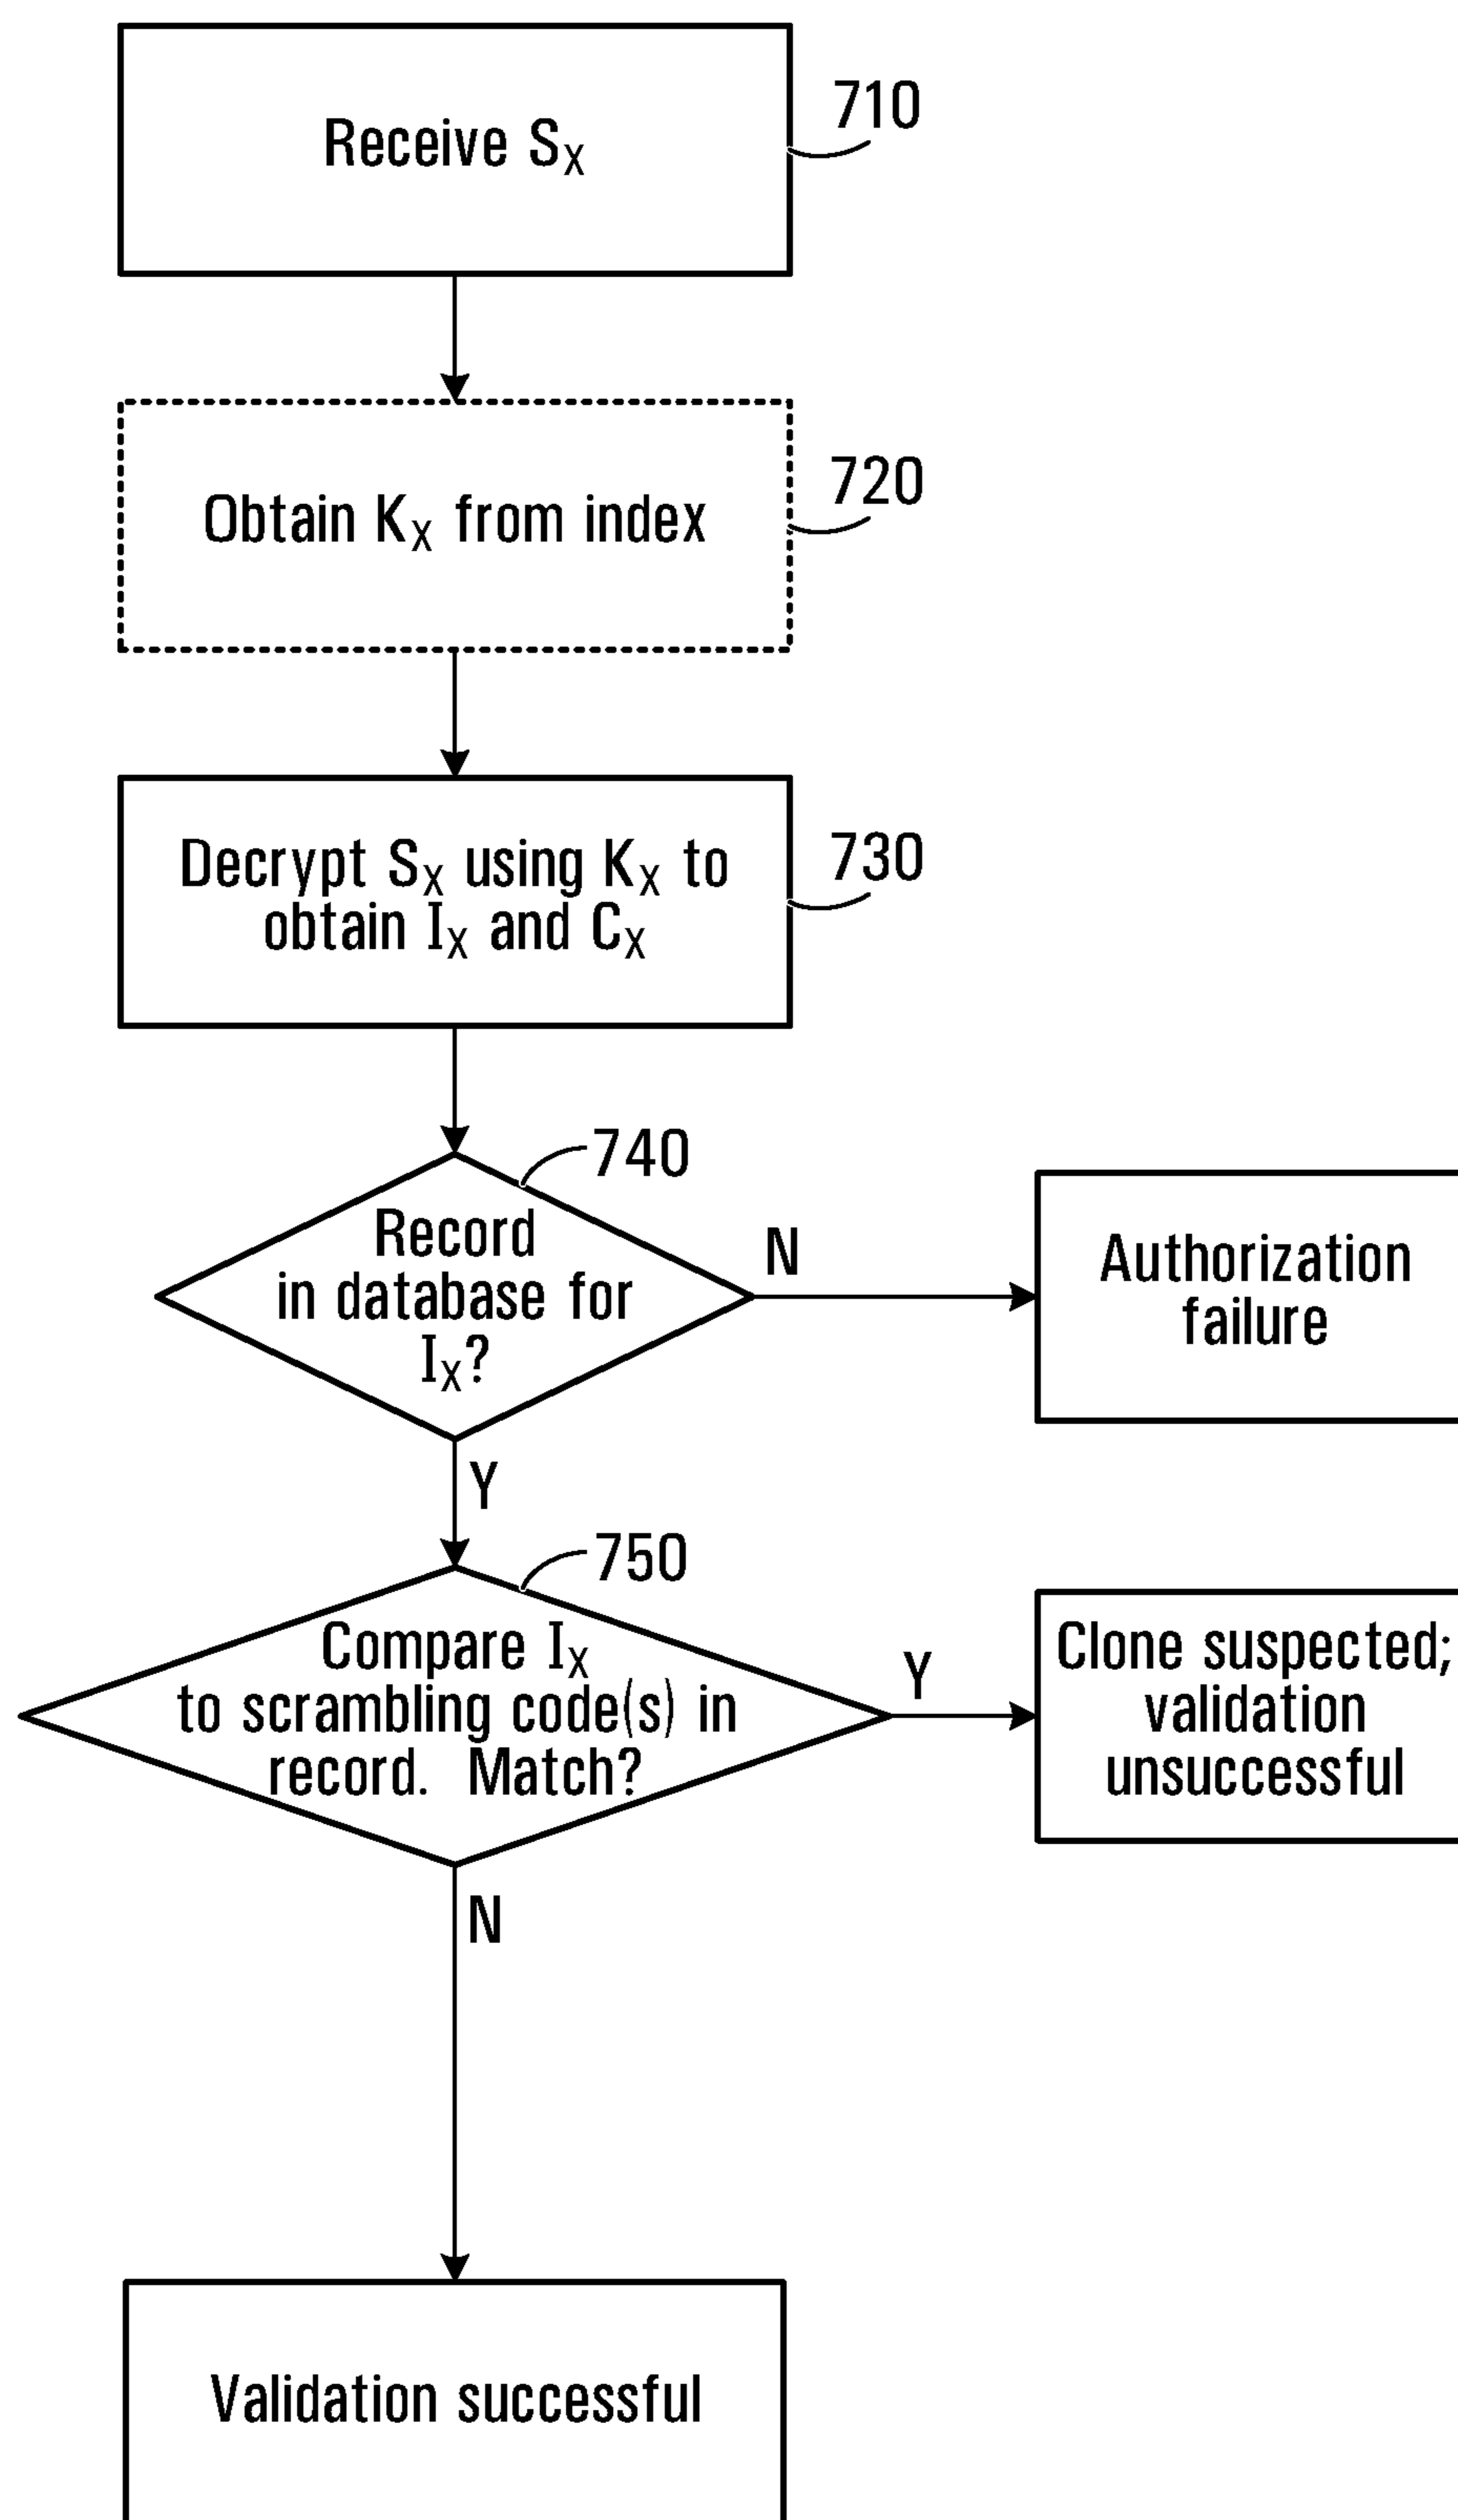 Receive Sₓ
710
Obtain Kₓ from index
720
Decrypt Sₓ using Kₓ to
obtain Iₓ and Cₓ
730
740
Record
in database for
Iₓ?
N
Authorization
failure
Y
750
Compare Iₓ
to scrambling code(s) in
record. Match?
Y
Clone suspected;
validation
unsuccessful
N
Validation successful